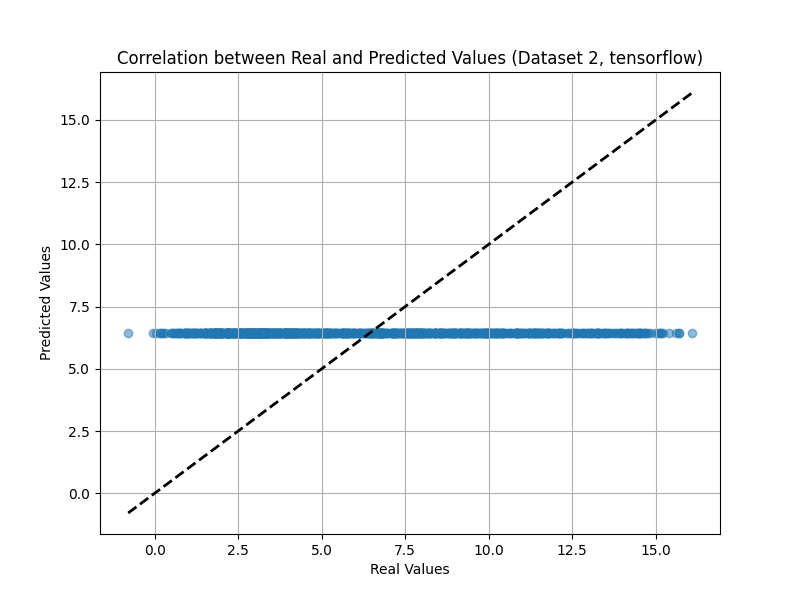 Correlation between Real and Predicted Values (Dataset 2, tensorflow)
Predicted Values
15.0
12.5
10.0
7.5
5.0
2.5
0.0
0.0 2.5 5.0 7.5 10.0 12.5 15.0
Real Values